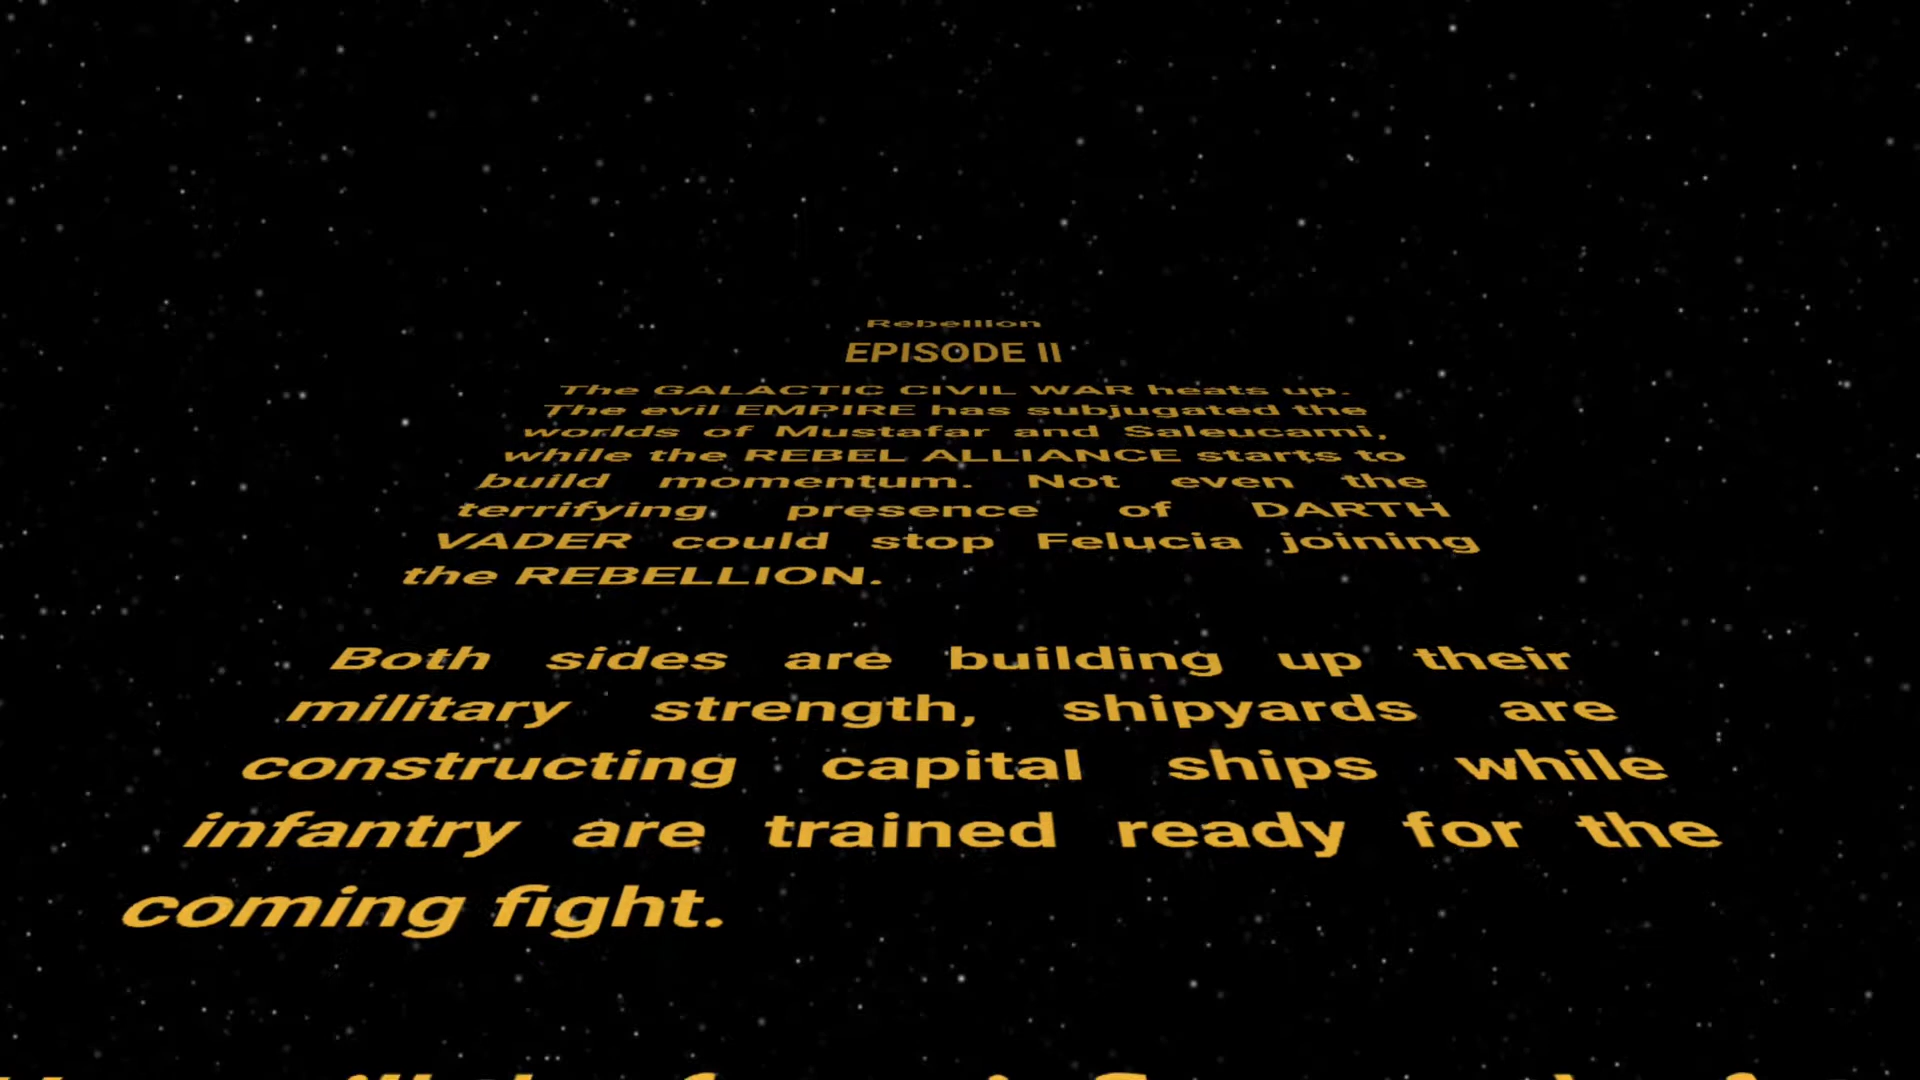 Rebellion
EPISODE II
The GALACTIC CIVIL WAR heats up.
The evil EMPIRE has subjugated the
worlds of Mustafar and Saleucami,
while the REBEL ALLIANCE starts to
build momentum. Not even the
terrifying presence of DARTH
VADER could stop Felucia joining
the REBELLION.
Both sides are building up their
military strength, shipyards are
constructing capital ships while
infantry are trained ready for the
coming fight.